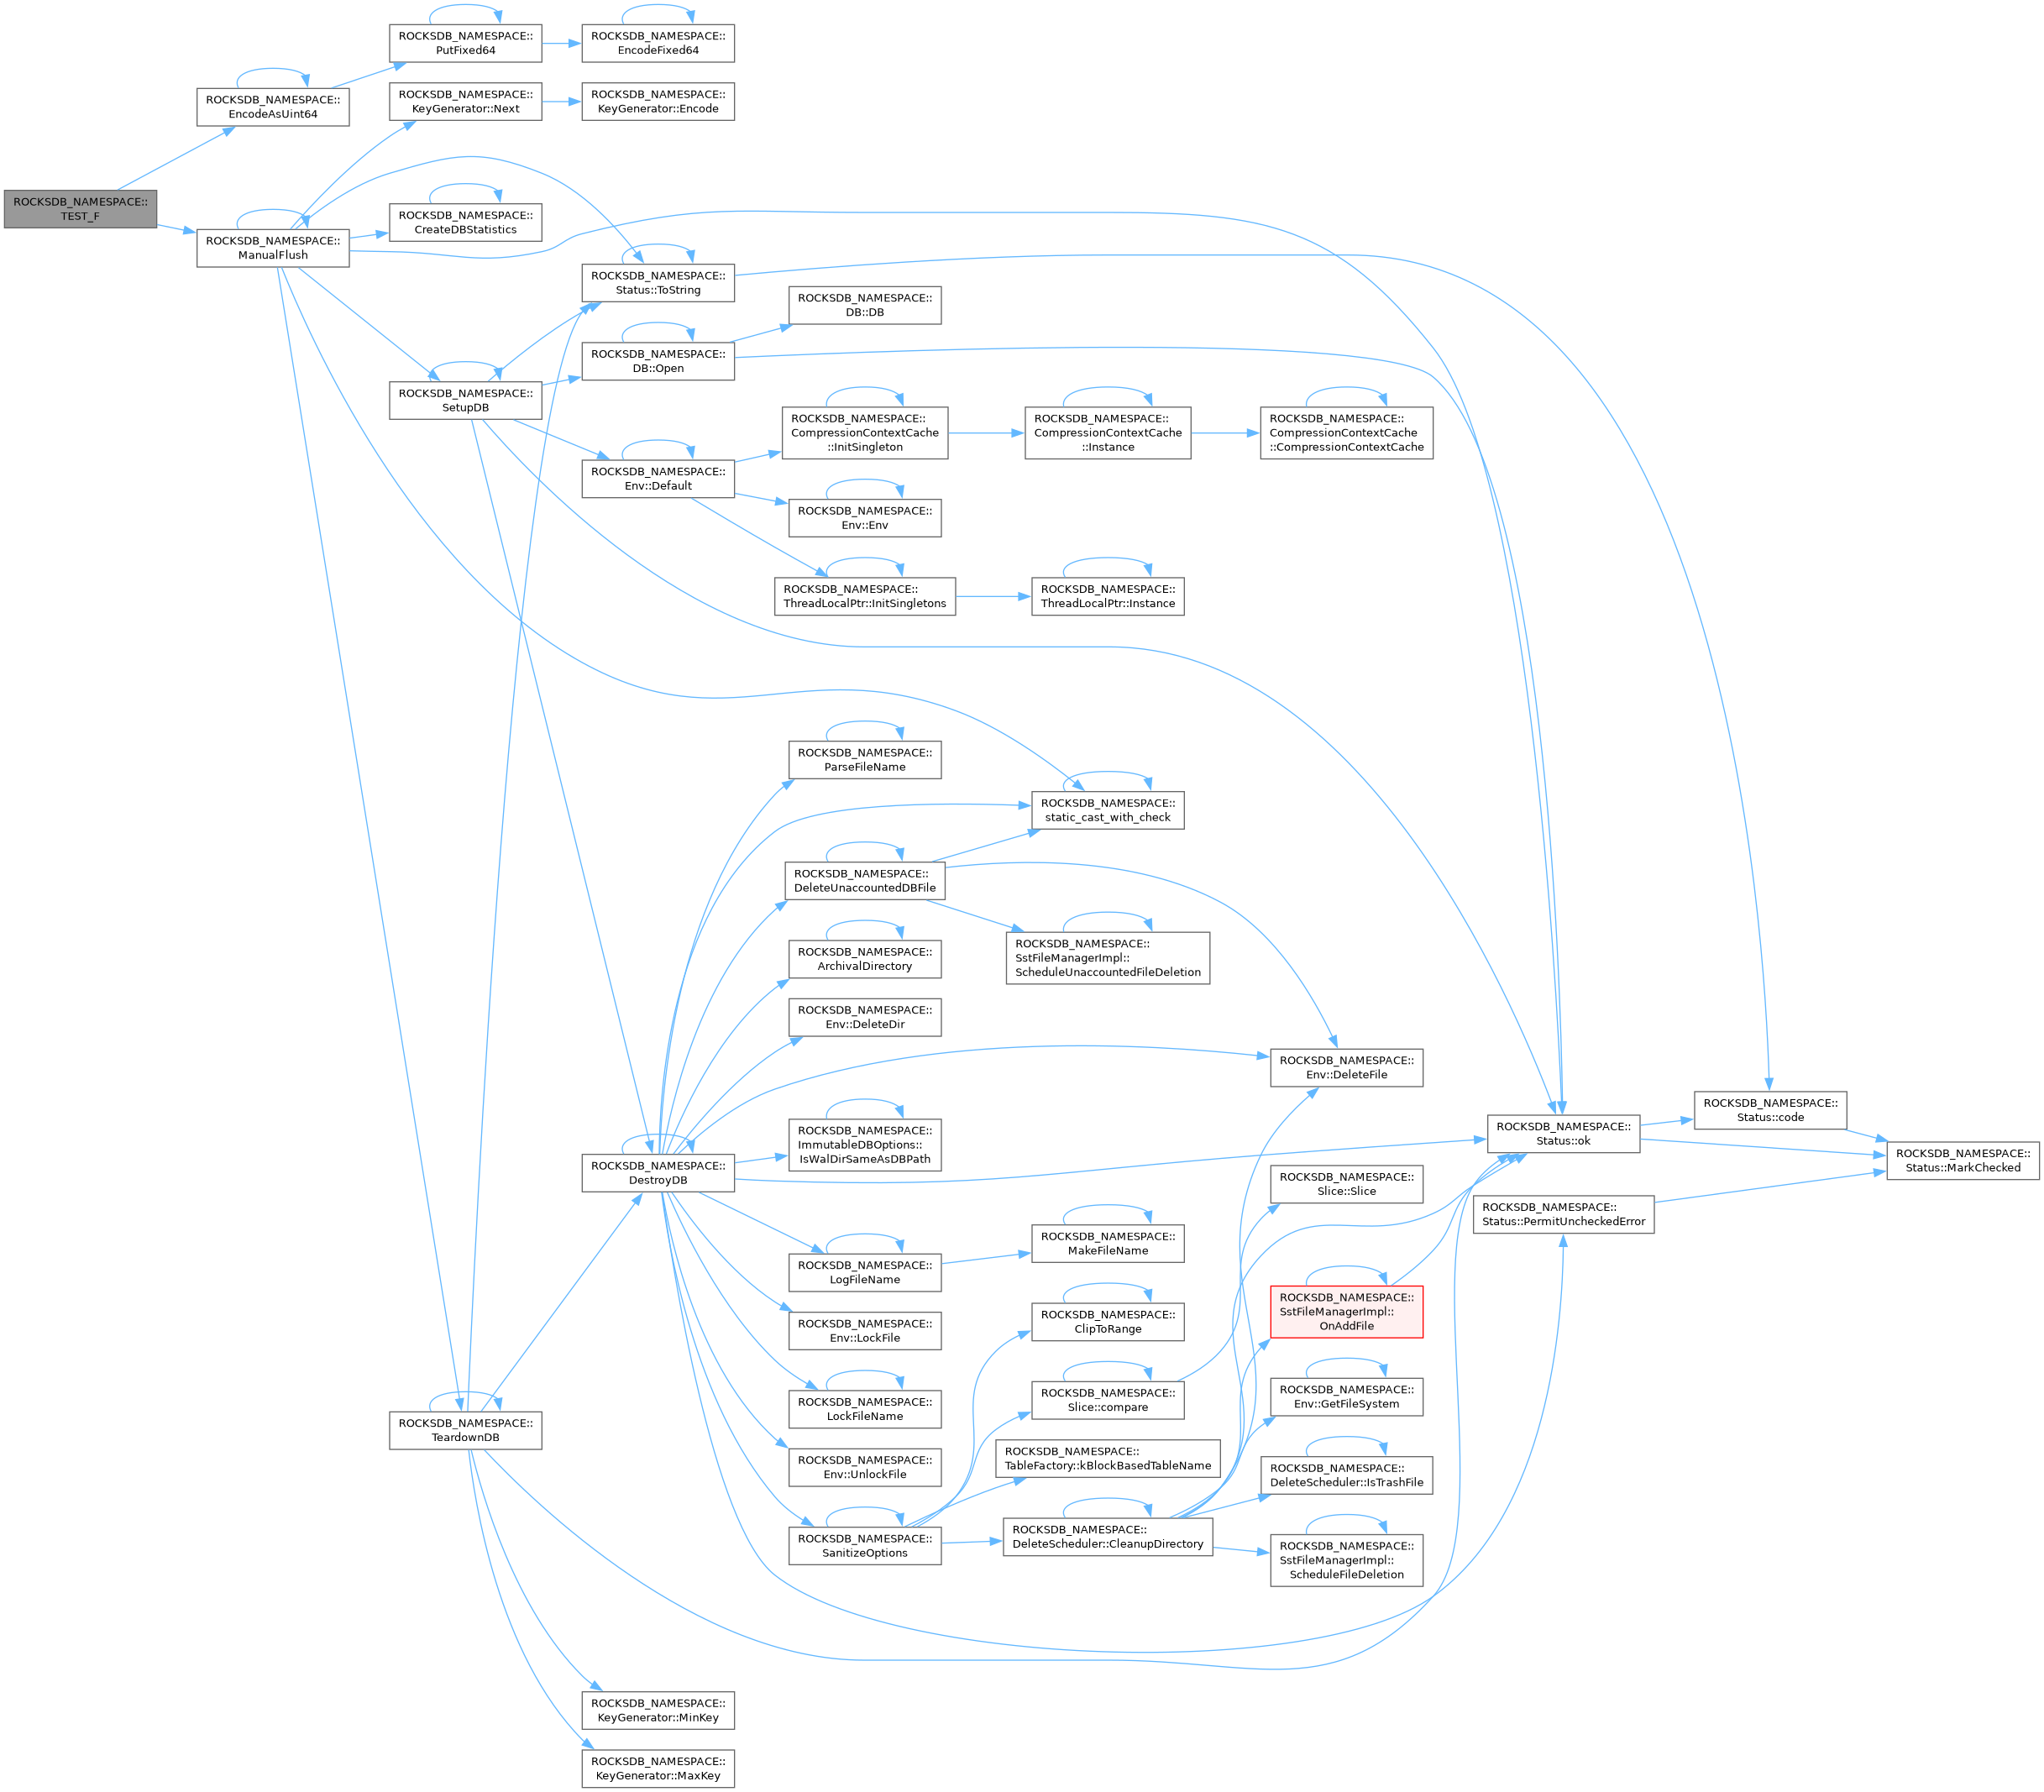 ROCKSDB_NAMESPACE::
TEST_F
ROCKSDB_NAMESPACE::
EncodeAsUint64
ROCKSDB_NAMESPACE::
ManualFlush
ROCKSDB_NAMESPACE::
PutFixed64
ROCKSDB_NAMESPACE::
KeyGenerator::Next
ROCKSDB_NAMESPACE::
CreateDBStatistics
ROCKSDB_NAMESPACE::
SetupDB
ROCKSDB_NAMESPACE::
TeardownDB
ROCKSDB_NAMESPACE::
EncodeFixed64
ROCKSDB_NAMESPACE::
KeyGenerator::Encode
ROCKSDB_NAMESPACE::
Status::ToString
ROCKSDB_NAMESPACE::
DB::Open
ROCKSDB_NAMESPACE::
Env::Default
ROCKSDB_NAMESPACE::
DestroyDB
ROCKSDB_NAMESPACE::
KeyGenerator::MinKey
ROCKSDB_NAMESPACE::
KeyGenerator::MaxKey
ROCKSDB_NAMESPACE::
DB::DB
ROCKSDB_NAMESPACE::
CompressionContextCache
::InitSingleton
ROCKSDB_NAMESPACE::
Env::Env
ROCKSDB_NAMESPACE::
ThreadLocalPtr::InitSingletons
ROCKSDB_NAMESPACE::
ParseFileName
ROCKSDB_NAMESPACE::
DeleteUnaccountedDBFile
ROCKSDB_NAMESPACE::
ArchivalDirectory
ROCKSDB_NAMESPACE::
Env::DeleteDir
ROCKSDB_NAMESPACE::
ImmutableDBOptions::
IsWalDirSameAsDBPath
ROCKSDB_NAMESPACE::
LogFileName
ROCKSDB_NAMESPACE::
Env::LockFile
ROCKSDB_NAMESPACE::
LockFileName
ROCKSDB_NAMESPACE::
Env::UnlockFile
ROCKSDB_NAMESPACE::
SanitizeOptions
ROCKSDB_NAMESPACE::
CompressionContextCache
::Instance
ROCKSDB_NAMESPACE::
ThreadLocalPtr::Instance
ROCKSDB_NAMESPACE::
static_cast_with_check
ROCKSDB_NAMESPACE::
SstFileManagerImpl::
ScheduleUnaccountedFileDeletion
ROCKSDB_NAMESPACE::
MakeFileName
ROCKSDB_NAMESPACE::
ClipToRange
ROCKSDB_NAMESPACE::
Slice::compare
ROCKSDB_NAMESPACE::
TableFactory::kBlockBasedTableName
ROCKSDB_NAMESPACE::
DeleteScheduler::CleanupDirectory
ROCKSDB_NAMESPACE::
CompressionContextCache
::CompressionContextCache
ROCKSDB_NAMESPACE::
Env::DeleteFile
ROCKSDB_NAMESPACE::
Slice::Slice
ROCKSDB_NAMESPACE::
SstFileManagerImpl::
OnAddFile
ROCKSDB_NAMESPACE::
Env::GetFileSystem
ROCKSDB_NAMESPACE::
DeleteScheduler::IsTrashFile
ROCKSDB_NAMESPACE::
SstFileManagerImpl::
ScheduleFileDeletion
ROCKSDB_NAMESPACE::
Status::ok
ROCKSDB_NAMESPACE::
Status::PermitUncheckedError
ROCKSDB_NAMESPACE::
Status::code
ROCKSDB_NAMESPACE::
Status::MarkChecked